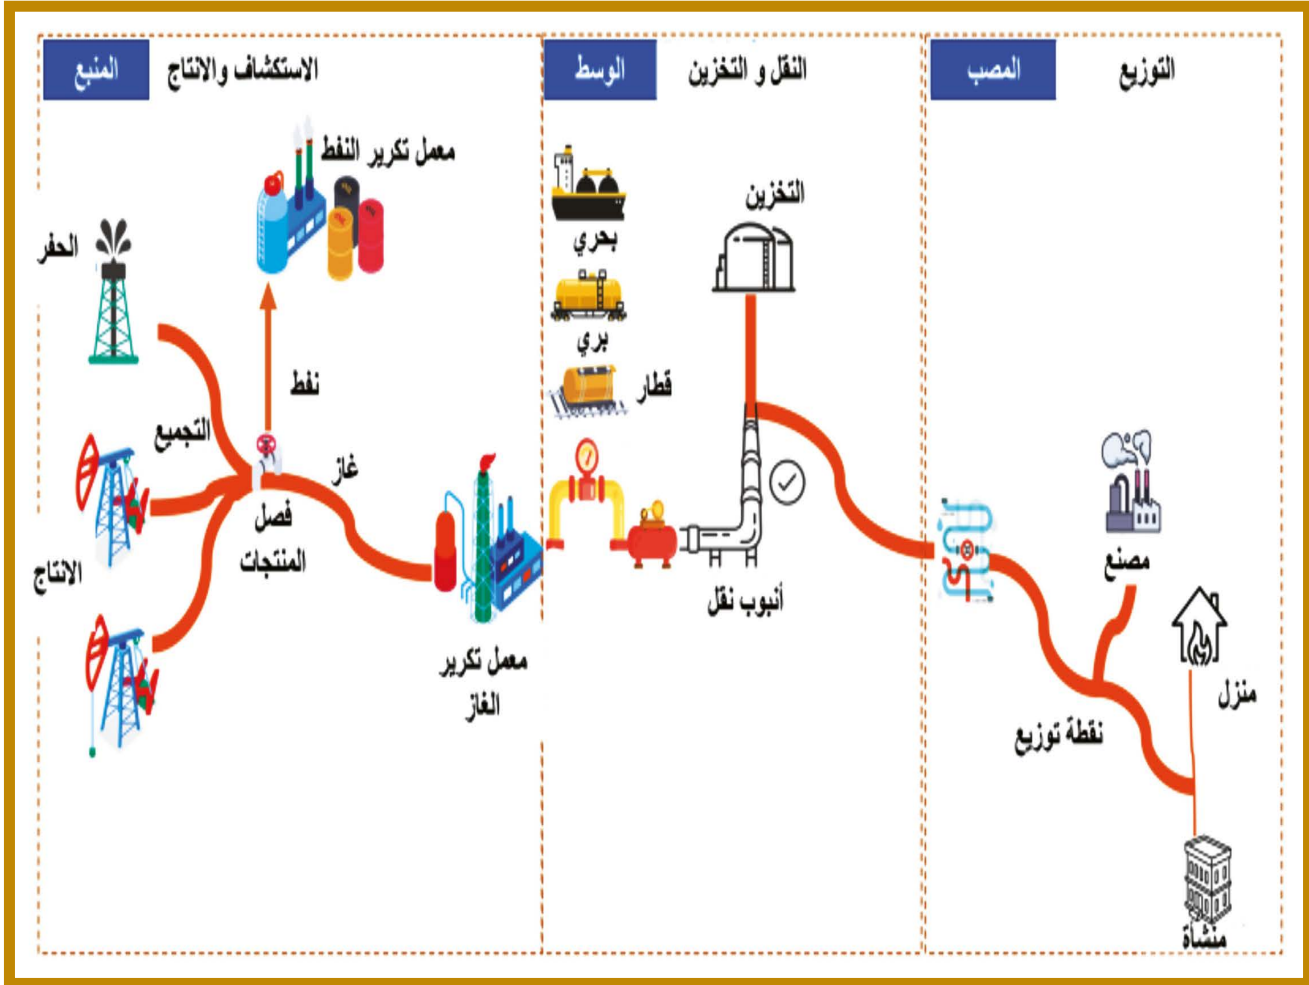 المنبع
الاستكشاف والانتاج
معمل تكرير النفط
الحفر
نفط
التجميع
غاز
فصل
المنتجات
الانتاج
معمل تكرير
الغاز
الوسط
النقل و التخزين
التخزين
بحري
بري
قطار
أنبوب نقل
المصب
التوزيع
مصنع
منزل
نقطة توزيع
منشاة